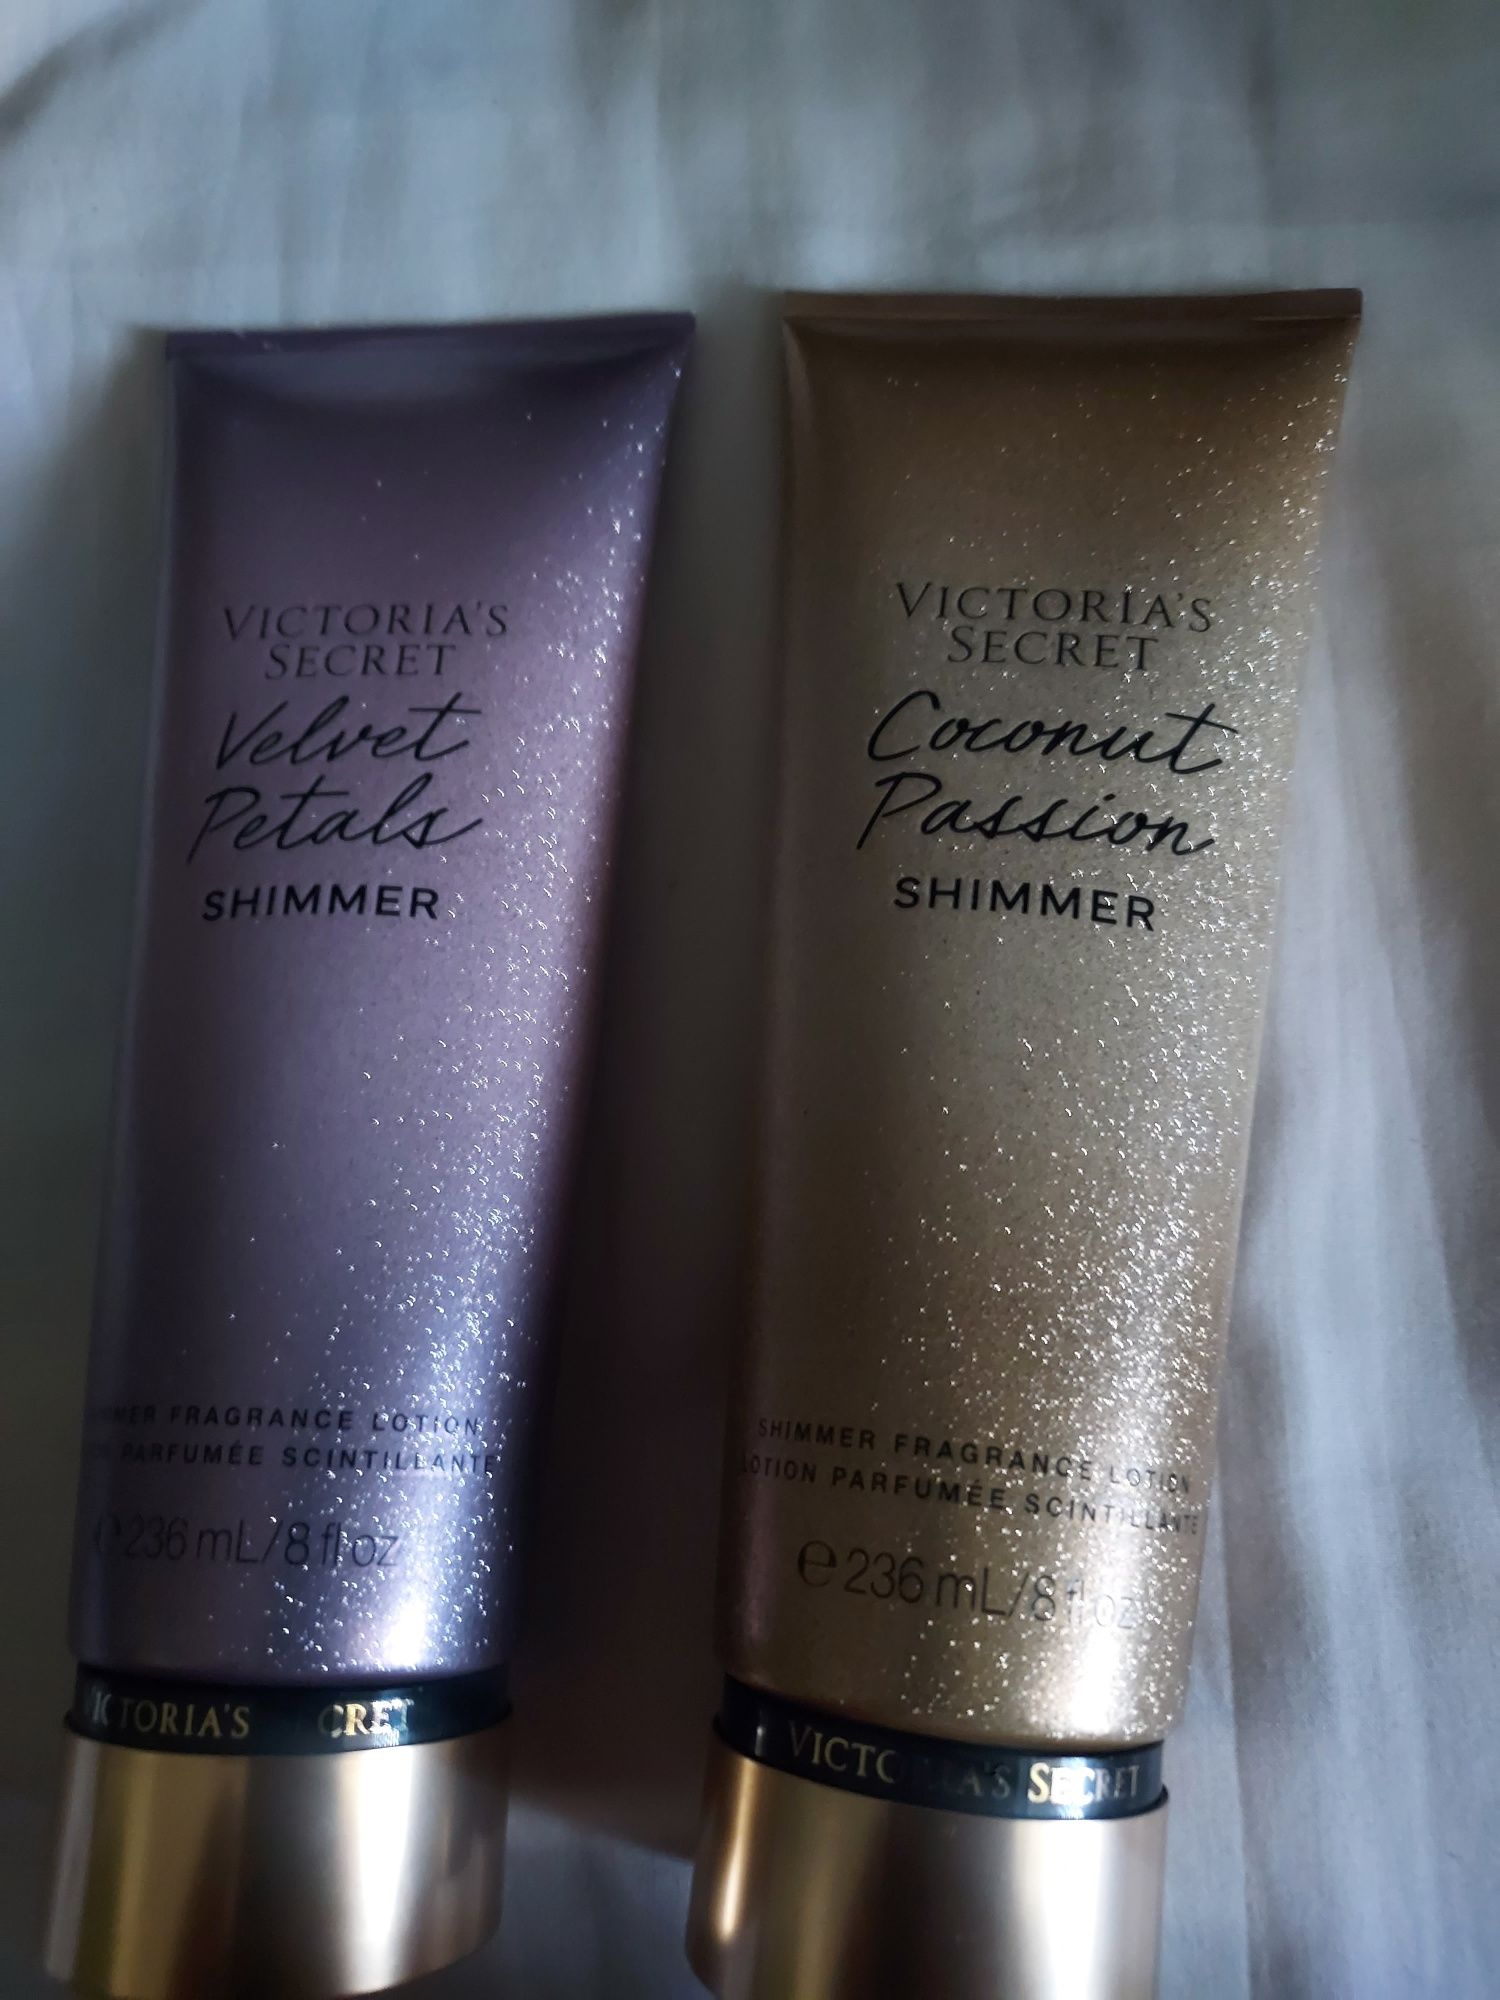 VICTORIA'S
SECRET
Velvet
Petals
SHIMMER
FRAGRANCE LOTION
PARFUMÉE SCINTILLANTE
236 mL/8 fl oz
VICTORIA'S
VICTORIA'S
SECRET
Coconut
Passion
SHIMMER
SHIMMER FRAGRANCE LOTION
LOTION PARFUMÉE SCINTILLANTE
℮ 236 mL/8 fl oz
VICTORIA'S SECRET